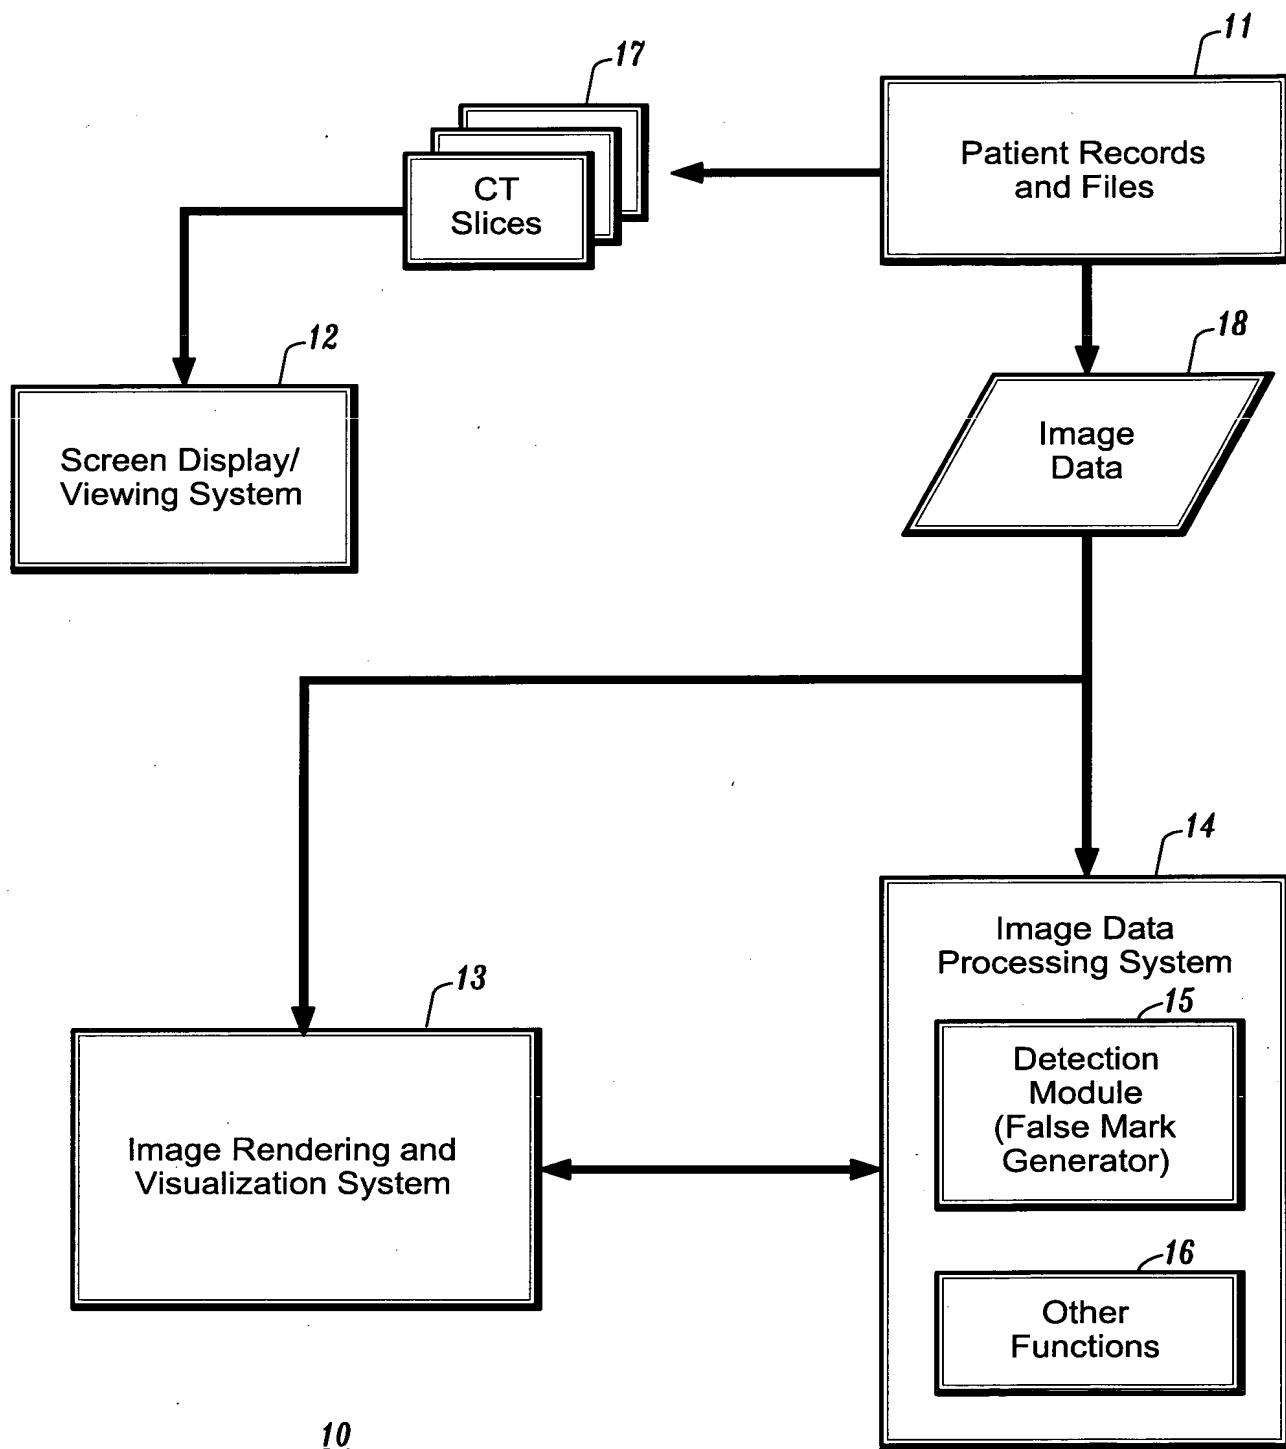 11
17
Patient Records
and Files
CT
Slices
12
18
Screen Display/
Viewing System
Image
Data
14
Image Data
Processing System
13
15
Detection
Module
(False Mark
Generator)
Image Rendering and
Visualization System
16
Other
Functions
10